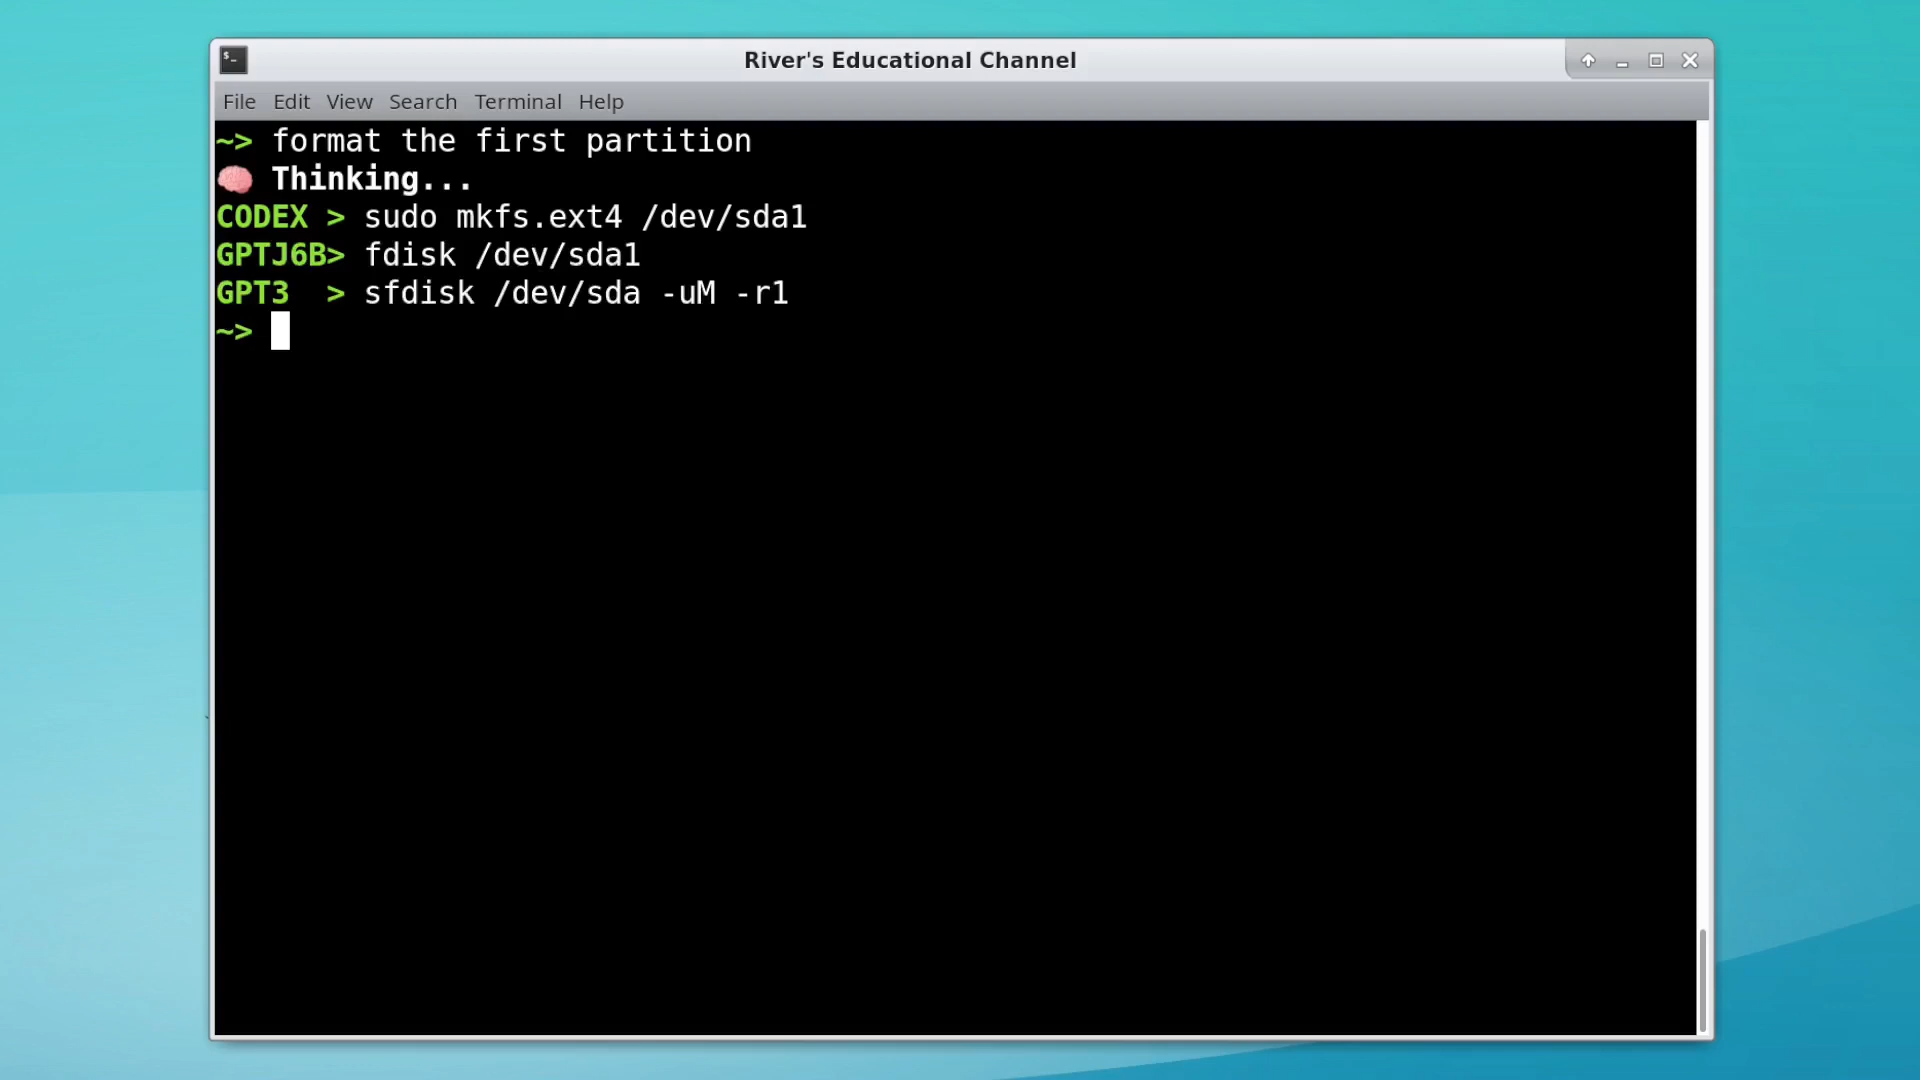 River's Educational Channel
File Edit View Search Terminal Help
~> format the first partition
🧠 Thinking...
CODEX > sudo mkfs.ext4 /dev/sda1
GPTJ6B> fdisk /dev/sda1
GPT3  > sfdisk /dev/sda -uM -r1
~>